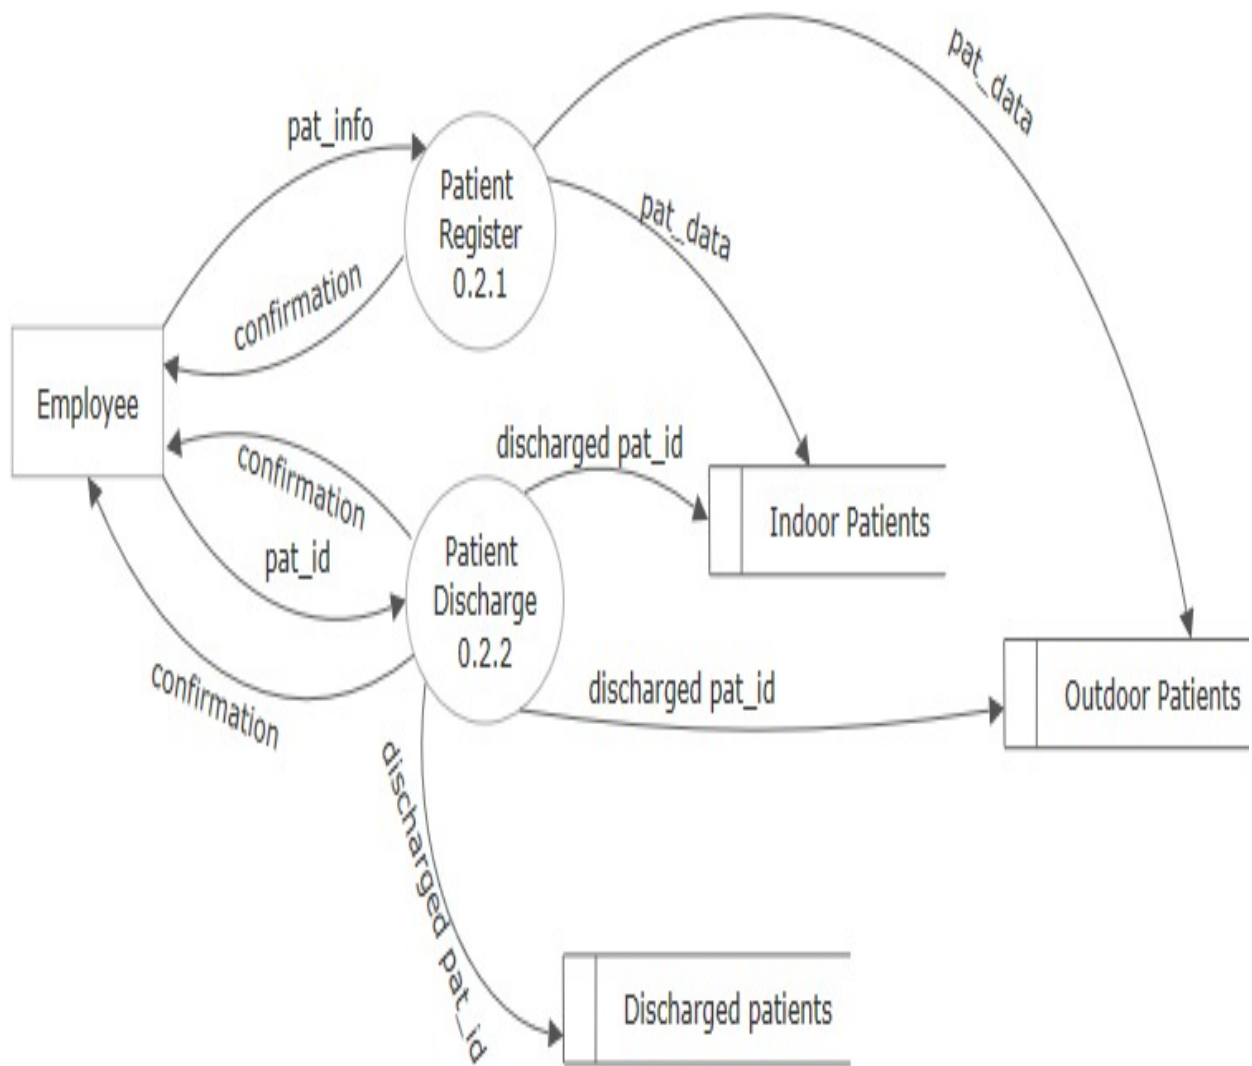 pat_data
pat_info
Patient
Register
0.2.1
pat_data
confirmation
Employee
confirmation
discharged pat_id
Indoor Patients
pat_id
Patient
Discharge
0.2.2
confirmation
discharged pat_id
Outdoor Patients
discharged pat_id
Discharged patients